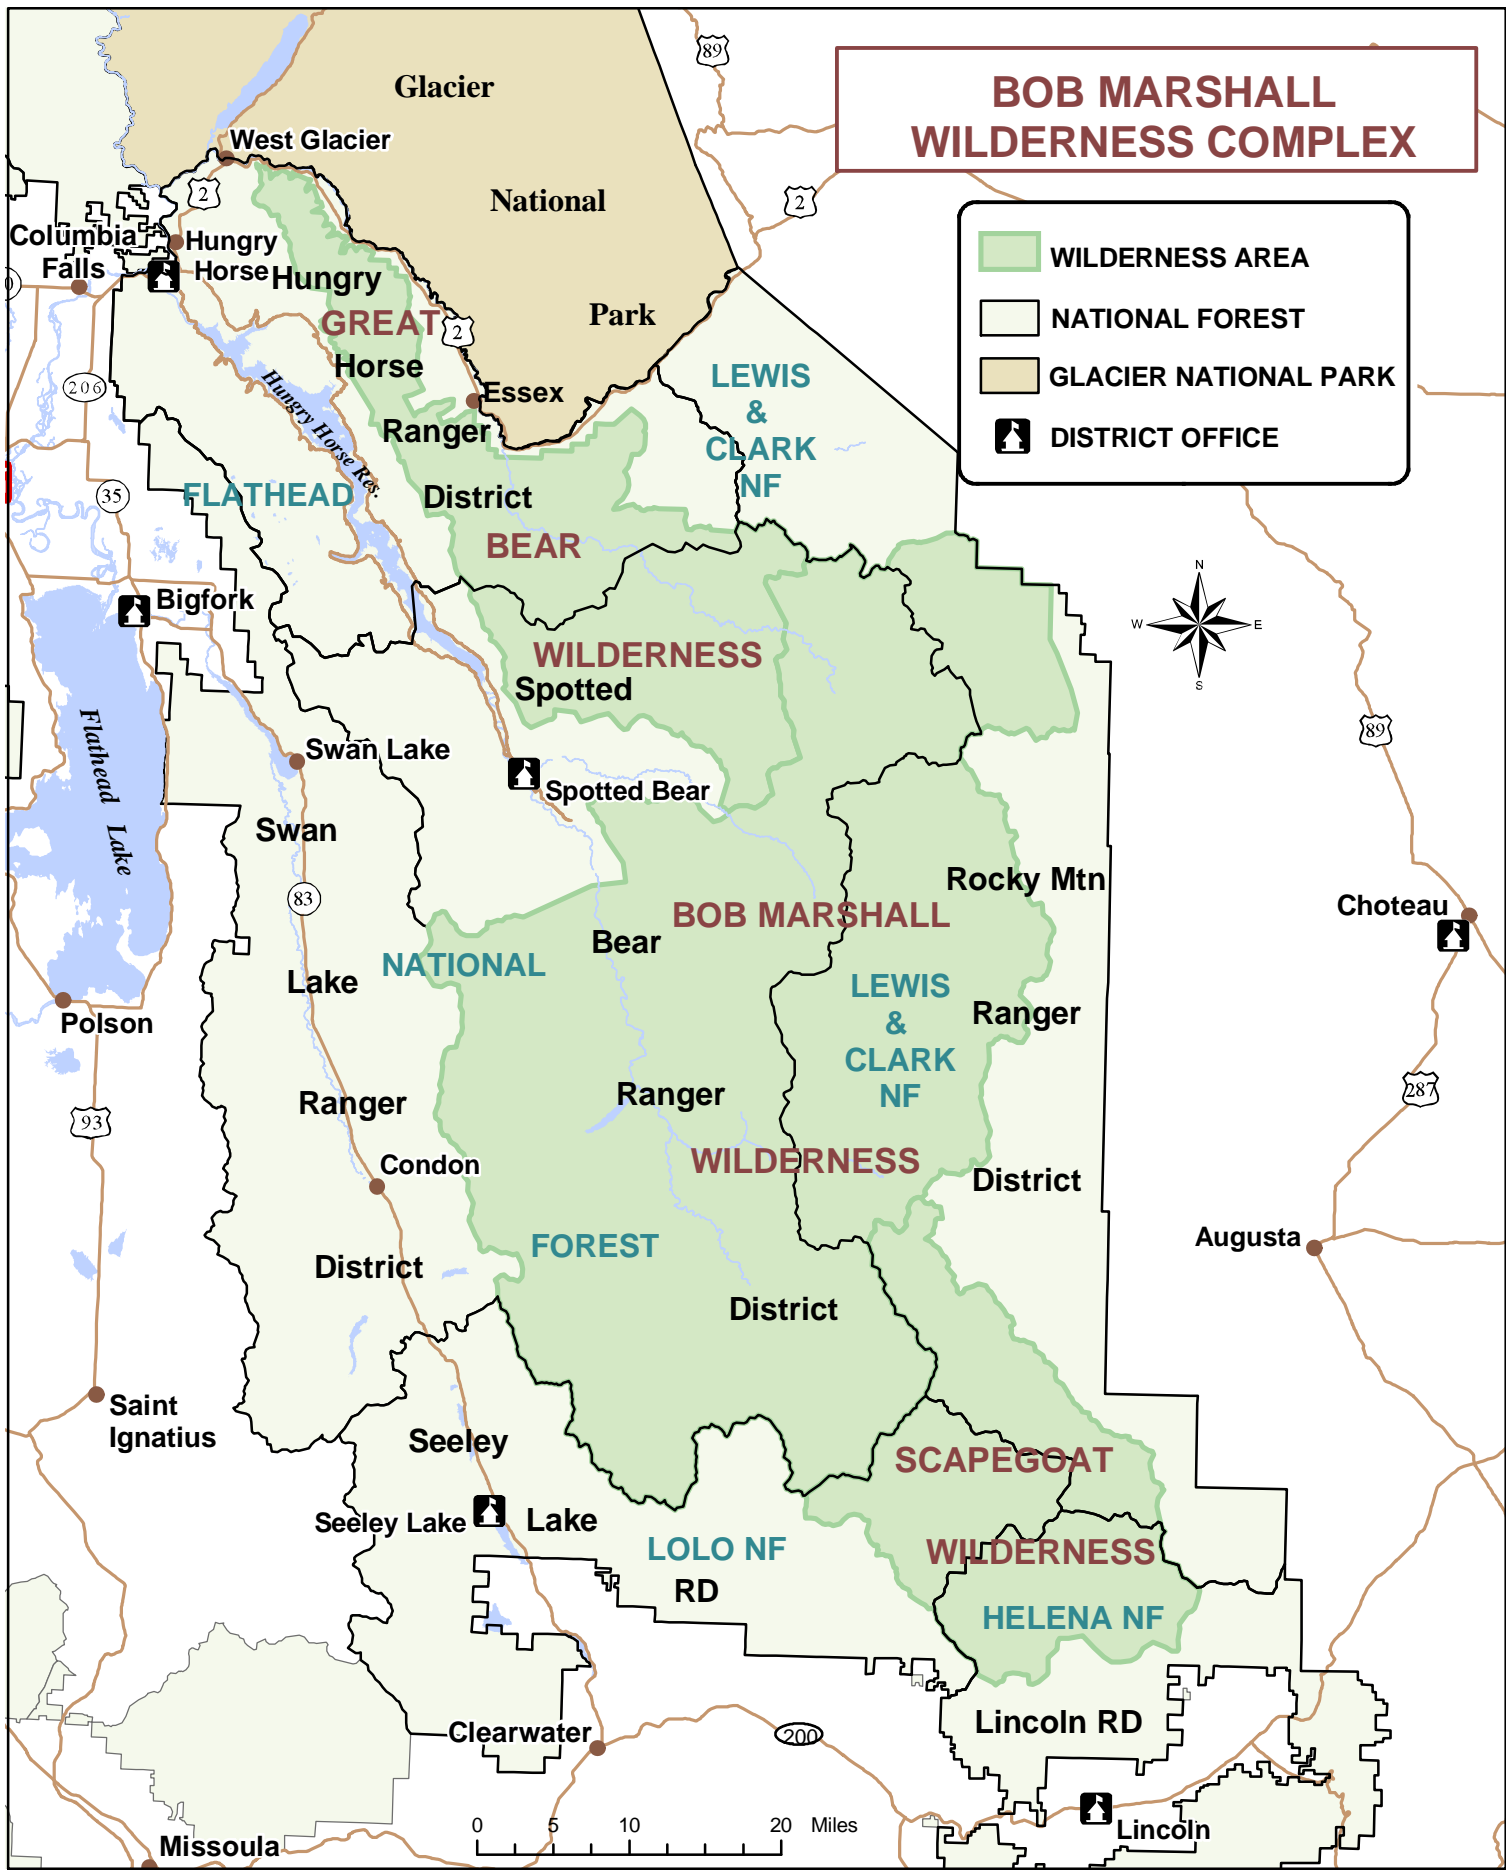 BOB MARSHALL
WILDERNESS COMPLEX
WILDERNESS AREA
NATIONAL FOREST
GLACIER NATIONAL PARK
DISTRICT OFFICE
89
Glacier
West Glacier
2
National
2
Columbia
Falls
Hungry
Horse
Hungry
GREAT
2
Park
Horse
206
Essex
LEWIS
&
CLARK
NF
Hungry Horse Res.
Ranger
35
FLATHEAD
District
BEAR
N
W
E
S
Bigfork
WILDERNESS
Spotted
Flathead Lake
89
Swan Lake
Spotted Bear
Swan
83
Rocky Mtn
BOB MARSHALL
Choteau
Bear
NATIONAL
Lake
LEWIS
&
CLARK
NF
Ranger
Polson
Ranger
Ranger
287
93
WILDERNESS
Condon
District
FOREST
Augusta
District
District
Saint
Ignatius
Seeley
SCAPEGOAT
Seeley Lake
Lake
LOLO NF
RD
WILDERNESS
HELENA NF
Lincoln RD
Clearwater
200
0 5 10 20 Miles
Lincoln
Missoula